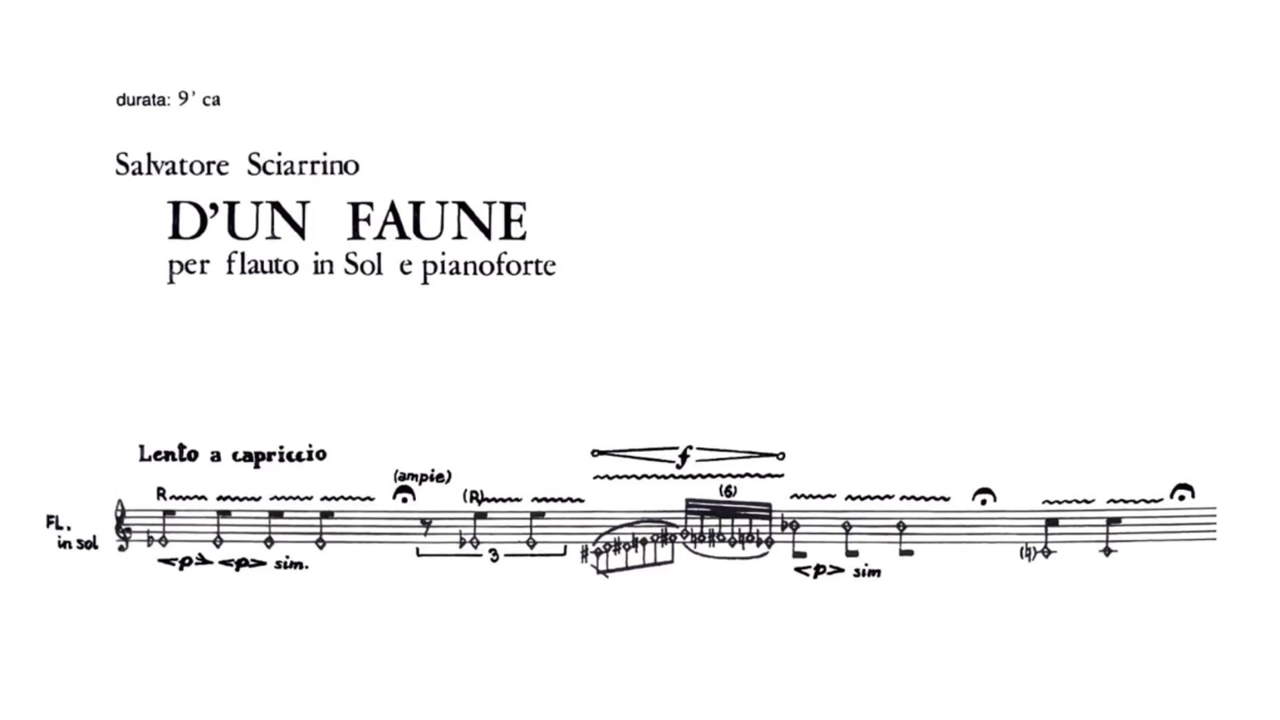 durata: 9' ca
Salvatore Sciarrino
D'UN FAUNE
per flauto in Sol e pianoforte
Lento a capriccio
(ampie)
f
R (R) (6)
FL.
in sol
3
<p> <p> sim. <p> sim